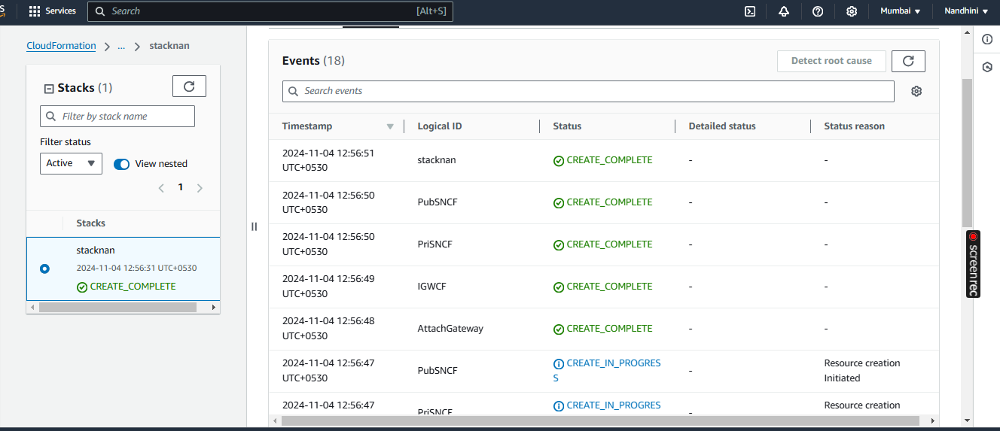 Services
Search
[Alt+S]
Mumbai
Nandhini
CloudFormation
...
stacknan
Stacks (1)
Filter by stack name
Filter status
Active
View nested
1
Stacks
stacknan
2024-11-04 12:56:31 UTC+0530
CREATE_COMPLETE
Events (18)
Detect root cause
Search events
Timestamp Logical ID Status Detailed status Status reason
2024-11-04 12:56:51
UTC+0530
stacknan CREATE_COMPLETE - -
2024-11-04 12:56:50
UTC+0530
PubSNCF CREATE_COMPLETE - -
2024-11-04 12:56:50
UTC+0530
PriSNCF CREATE_COMPLETE - -
2024-11-04 12:56:49
UTC+0530
IGWCF CREATE_COMPLETE - -
2024-11-04 12:56:48
UTC+0530
AttachGateway CREATE_COMPLETE - -
2024-11-04 12:56:47
UTC+0530
PubSNCF
CREATE_IN_PROGRES
S
-
Resource creation
Initiated
2024-11-04 12:56:47
UTC+0530
PriSNCF
CREATE_IN_PROGRES
-
Resource creation
screenrec